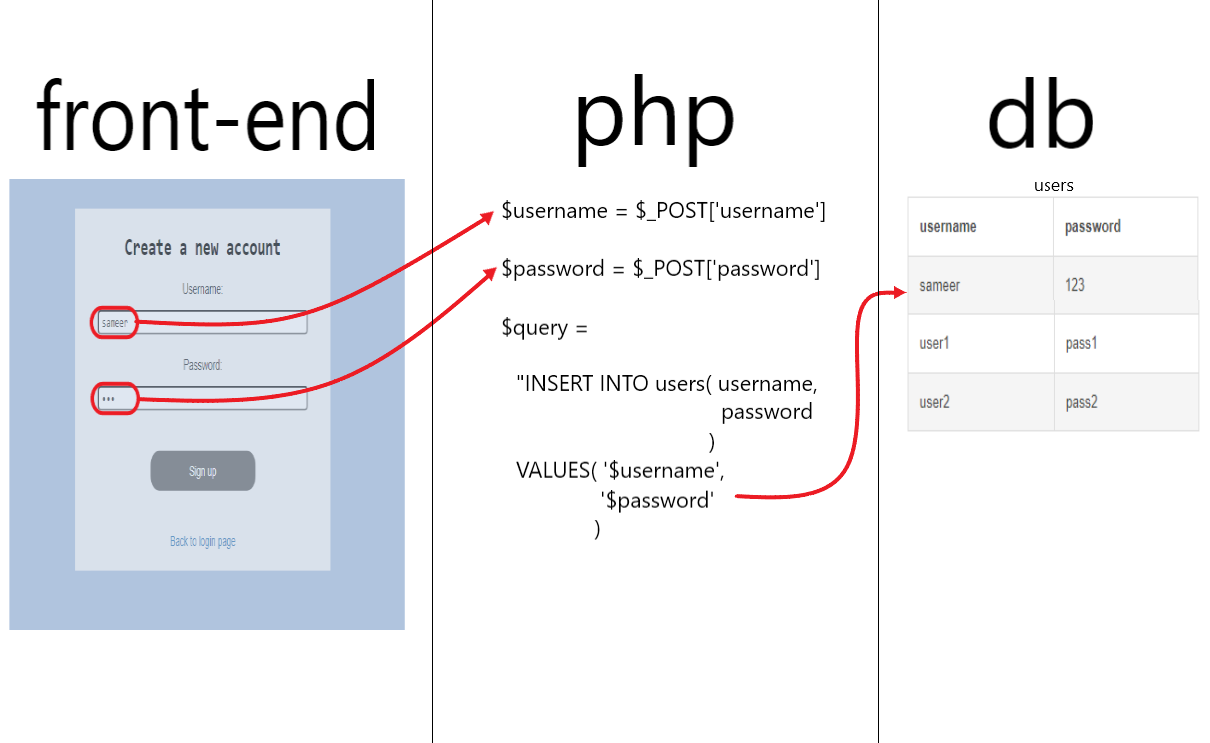 front-end
Create a new account
Username:
sameer
Password:
***
Sign up
Back to login page
php
$username = $_POST['username']
$password = $_POST['password']
$query =
"INSERT INTO users( username,
password
)
VALUES( '$username',
'$password'
)
db
users
username password
sameer 123
user1 pass1
user2 pass2